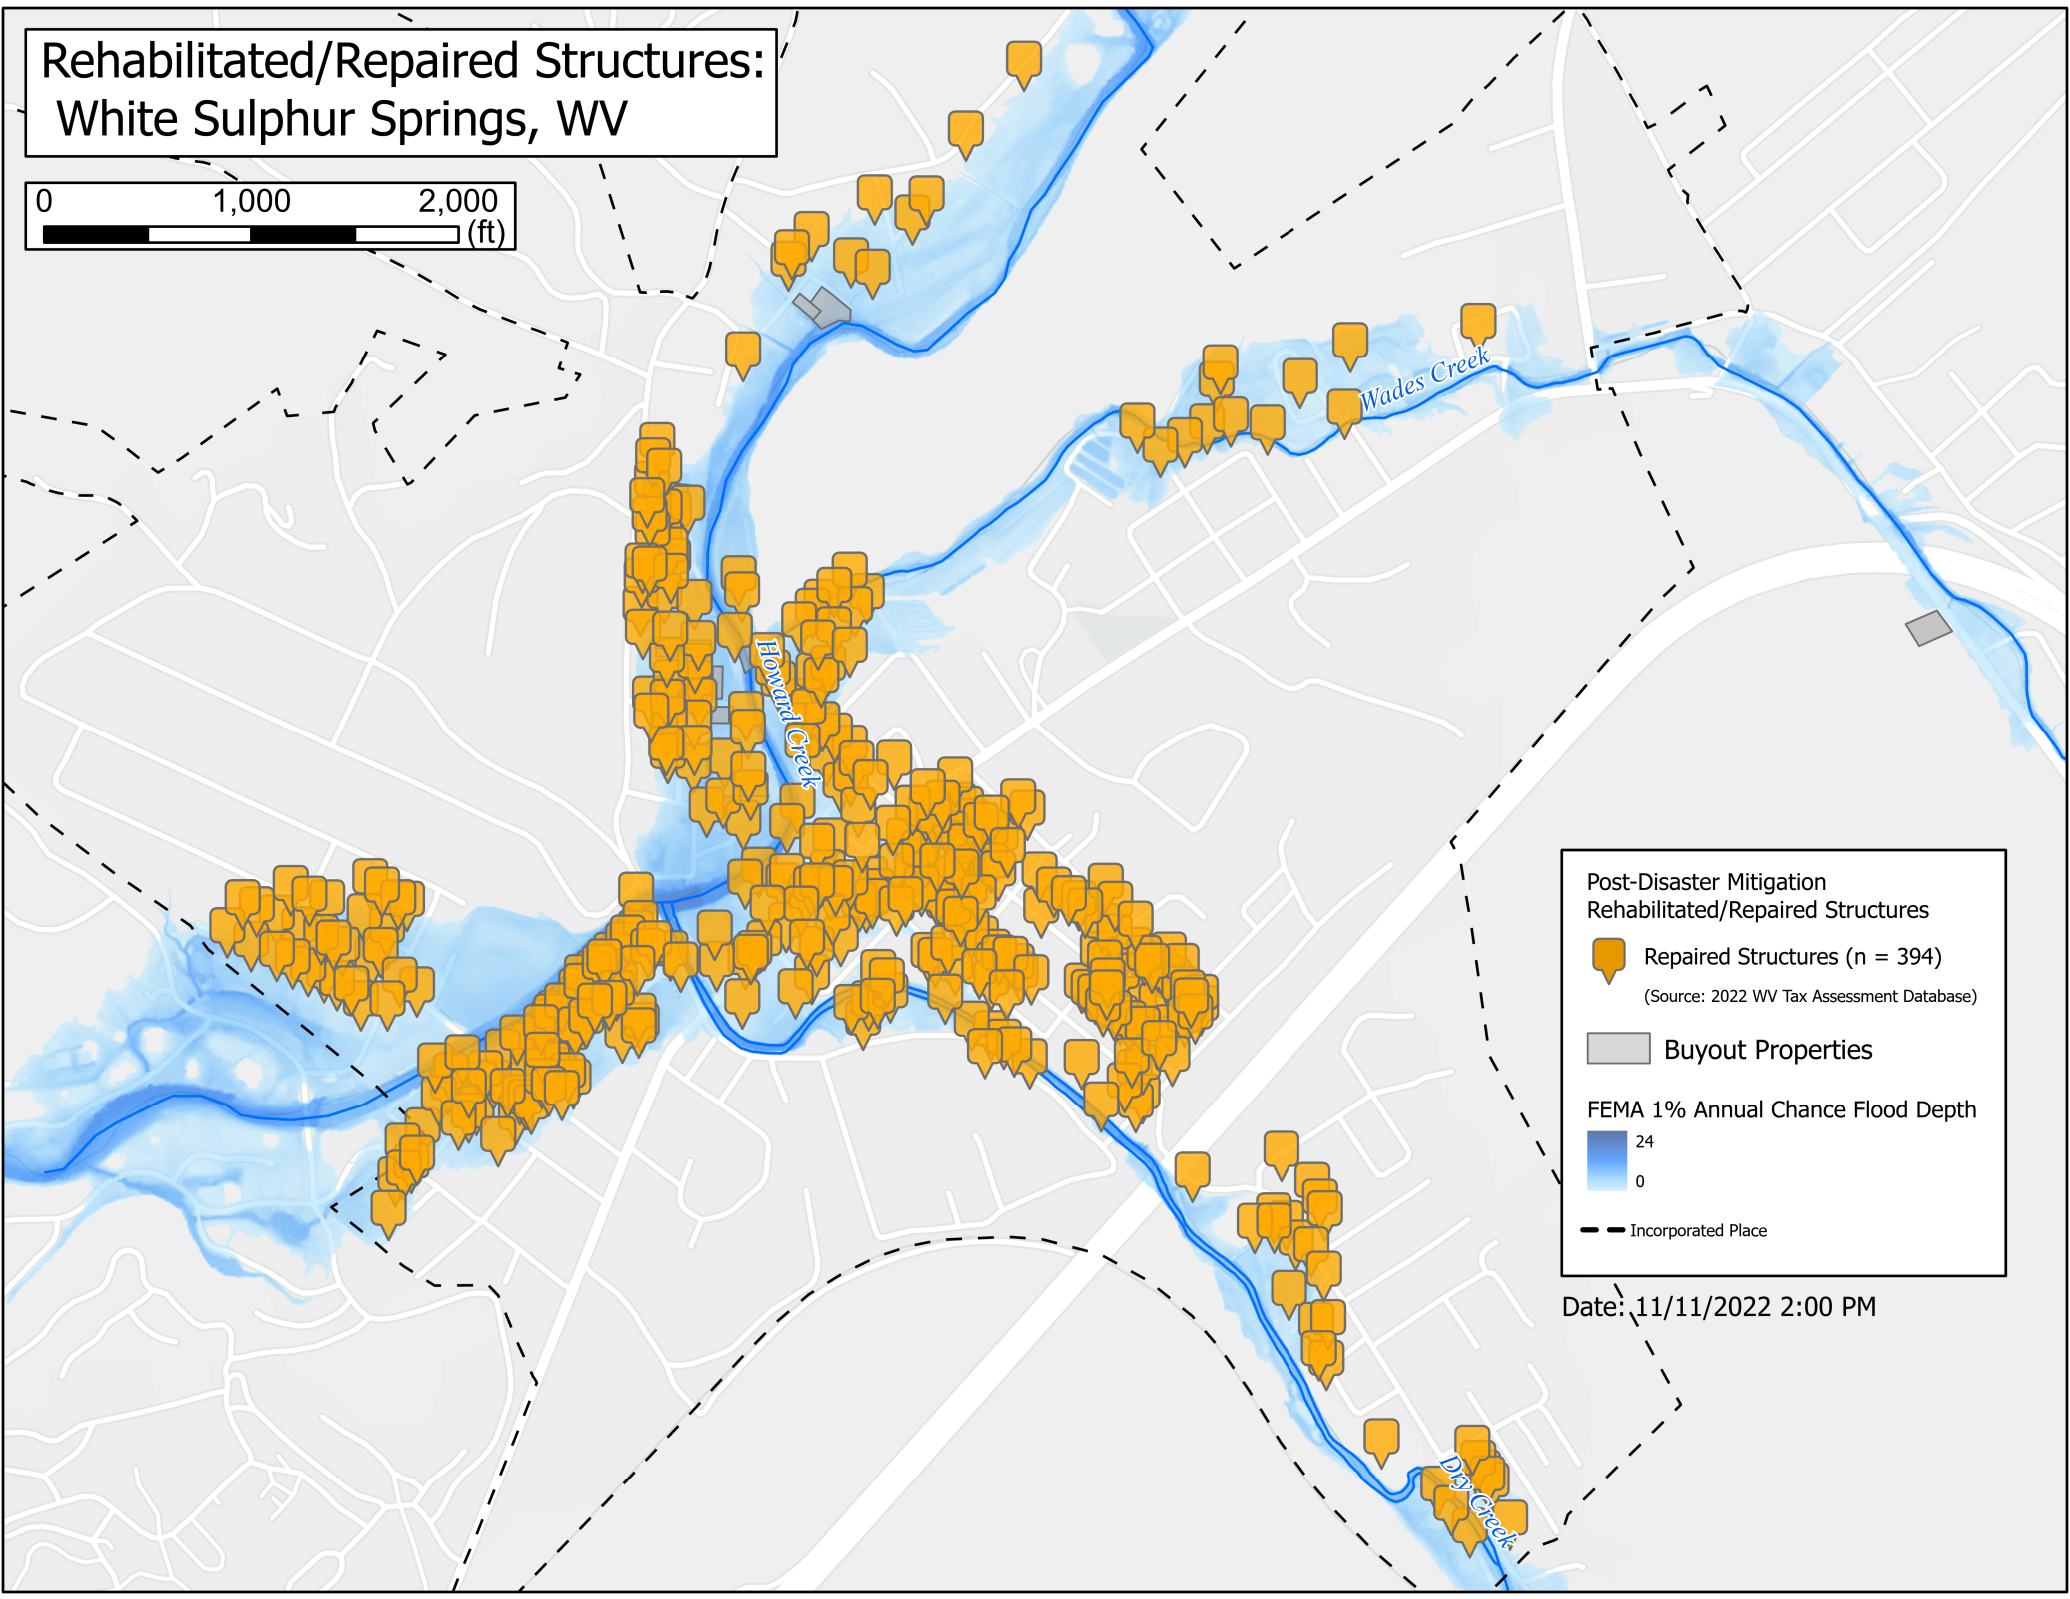 Rehabilitated/Repaired Structures:
White Sulphur Springs, WV
0 1,000 2,000
(ft)
Wades Creek
Howard Creek
Post-Disaster Mitigation
Rehabilitated/Repaired Structures
Repaired Structures (n = 394)
(Source: 2022 WV Tax Assessment Database)
Buyout Properties
FEMA 1% Annual Chance Flood Depth
24
0
Incorporated Place
Date: 11/11/2022 2:00 PM
Dry Creek